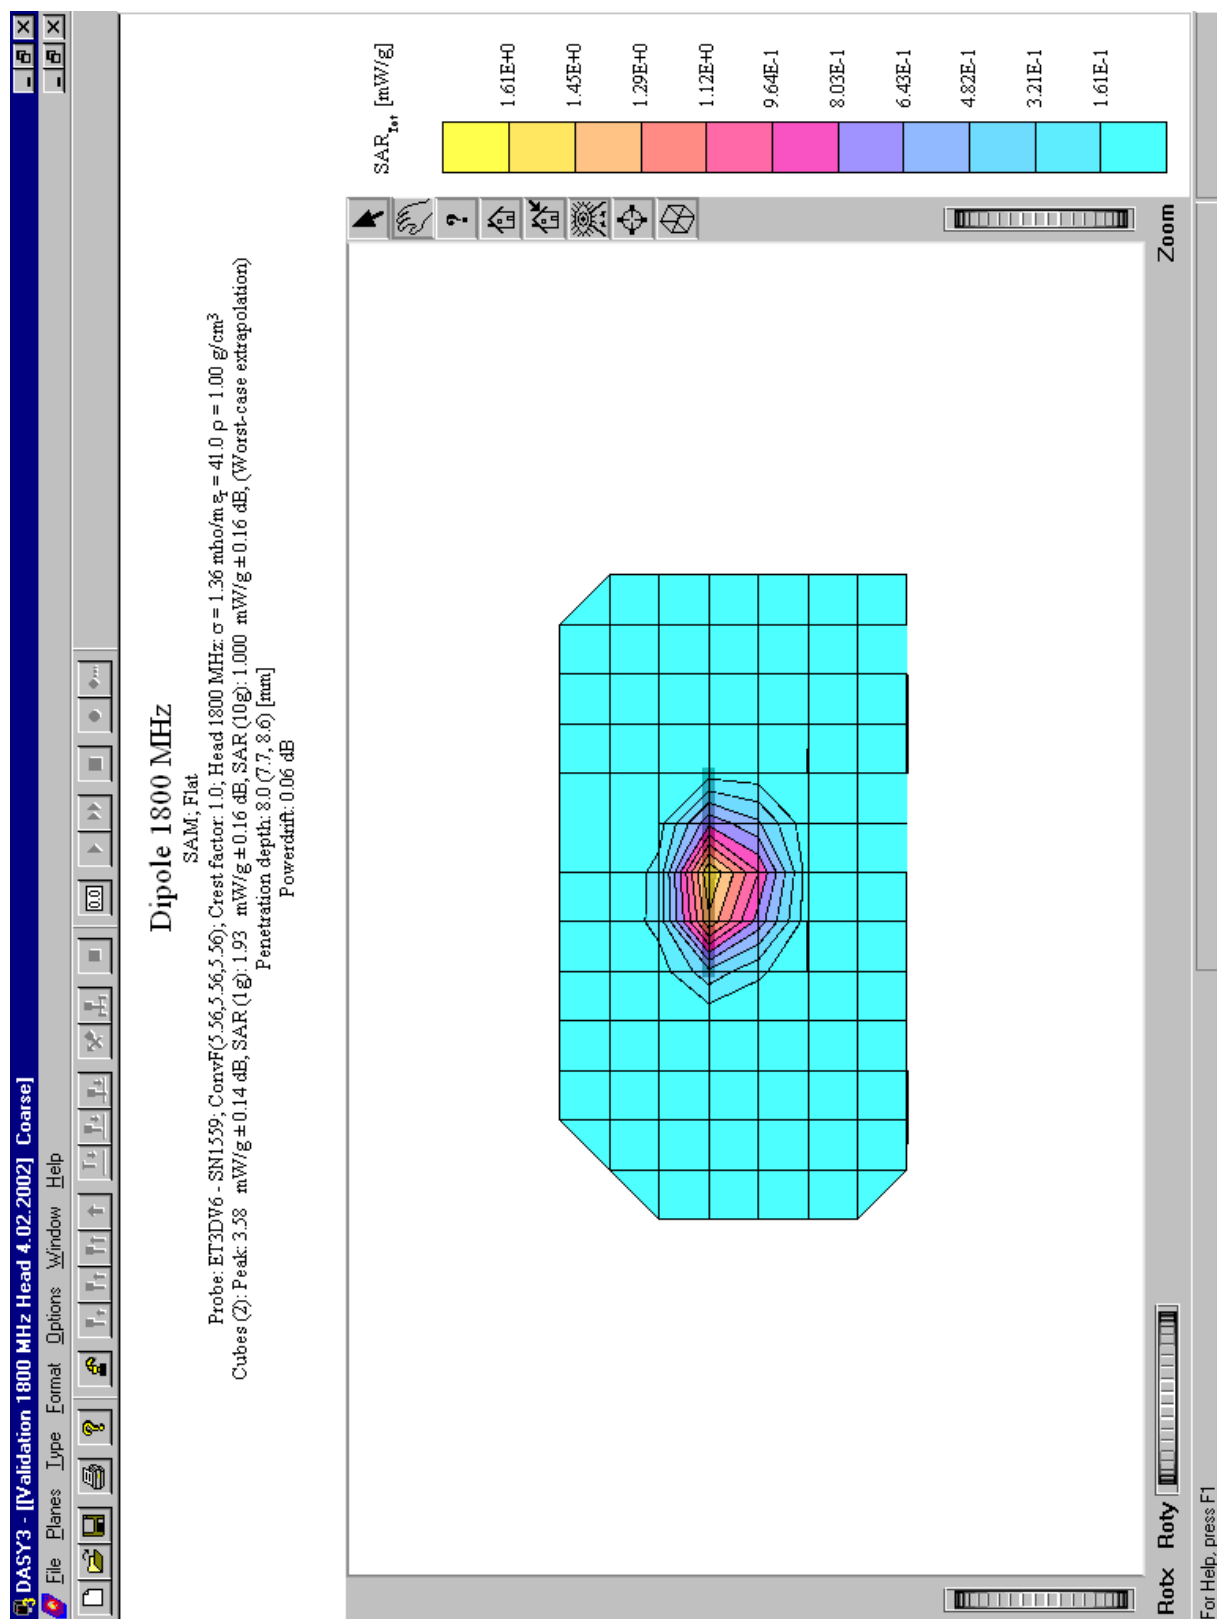 DASY3 - [[Validation 1800 MHz Head 4.02.2002] Coarse]
File Planes Type Format Options Window Help
0.0
Dipole 1800 MHz
SAM; Flat
Probe: ET3DV6 - SN1559; ConvF(5.56,5.56,5.56); Crest factor: 1.0; Head 1800 MHz: σ = 1.36 mho/m εr = 41.0 ρ = 1.00 g/cm³
Cubes (2): Peak: 3.58 mW/g ± 0.14 dB, SAR (1g): 1.93 mW/g ± 0.16 dB, SAR (10g): 1.000 mW/g ± 0.16 dB, (Worst-case extrapolation)
Penetration depth: 8.0 (7.7, 8.6) [mm]
Powerdrift: 0.06 dB
SARTot [mW/g]
1.61E+0
1.45E+0
1.29E+0
1.12E+0
9.64E-1
8.03E-1
6.43E-1
4.82E-1
3.21E-1
1.61E-1
Rotx Roty
Zoom
For Help, press F1